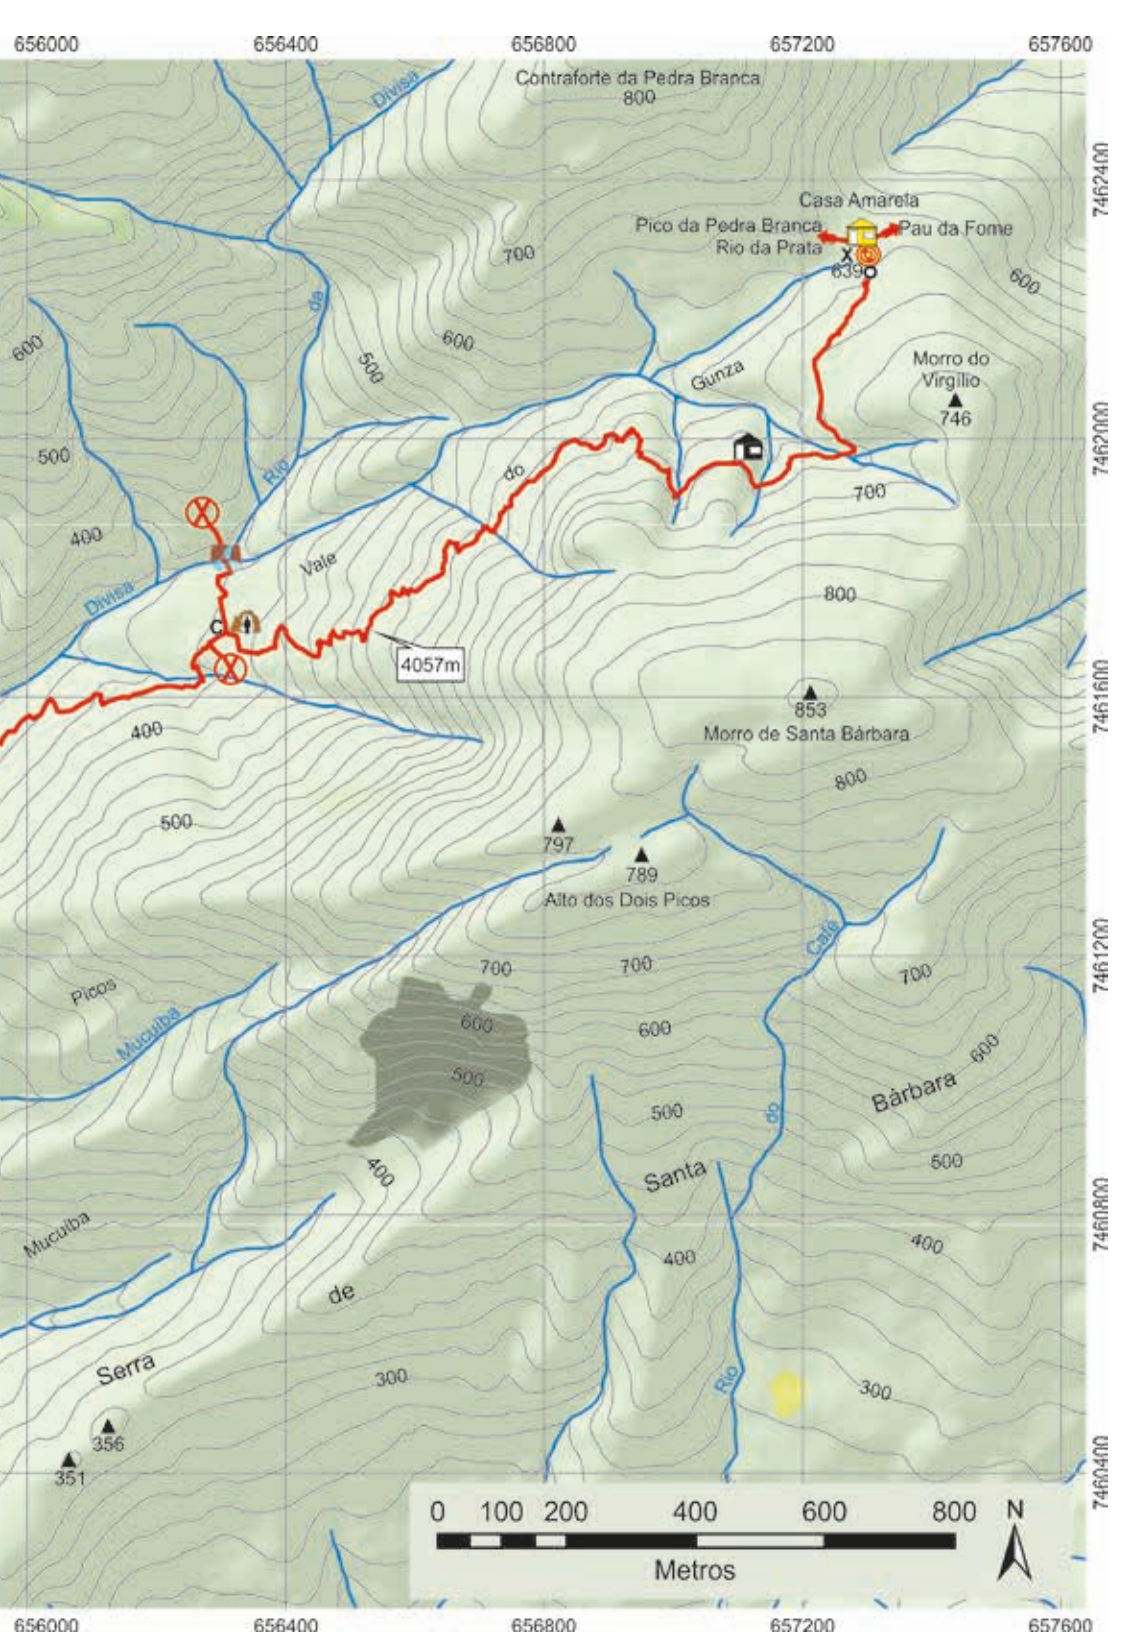 656000 656400 656800 657200 657600
Contraforte da Pedra Branca
800
Divisa
7462400
Casa Amarela
Pico da Pedra Branca
Pau da Fome
Rio da Prata
X
639
700
600
da
600
600
500
Gunza
Morro do
Virgílio
746
7462000
500
Rio
do
700
400
Vale
Divisa
800
C
4057m
7461600
853
400
Morro de Santa Bárbara
800
500
797
789
Alto dos Dois Picos
Café
7461200
700
700
700
Picos
Mucuíba
600
600
600
500
Bárbara
do
500
500
400
Santa
7460800
Mucuíba
400
400
de
Serra
300
Rio
300
356
351
7460400
0 100 200 400 600 800
N
Metros
656000 656400 656800 657200 657600